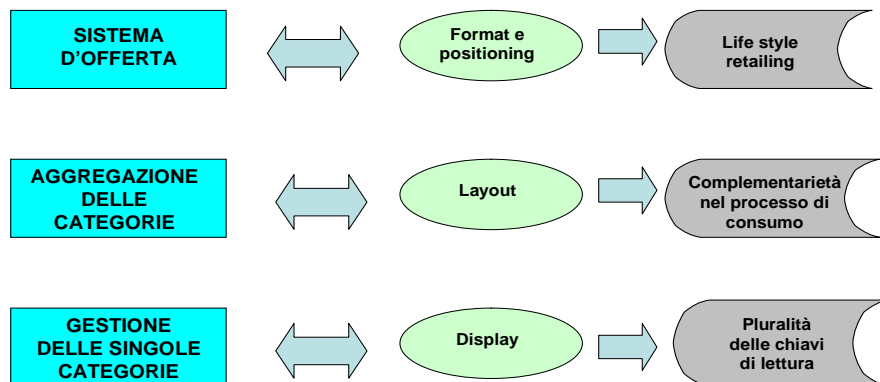 SISTEMA
D'OFFERTA
Format e
positioning
Life style
retailing
AGGREGAZIONE
DELLE
CATEGORIE
Layout
Complementarietà
nel processo di
consumo
GESTIONE
DELLE SINGOLE
CATEGORIE
Display
Pluralità
delle chiavi
di lettura